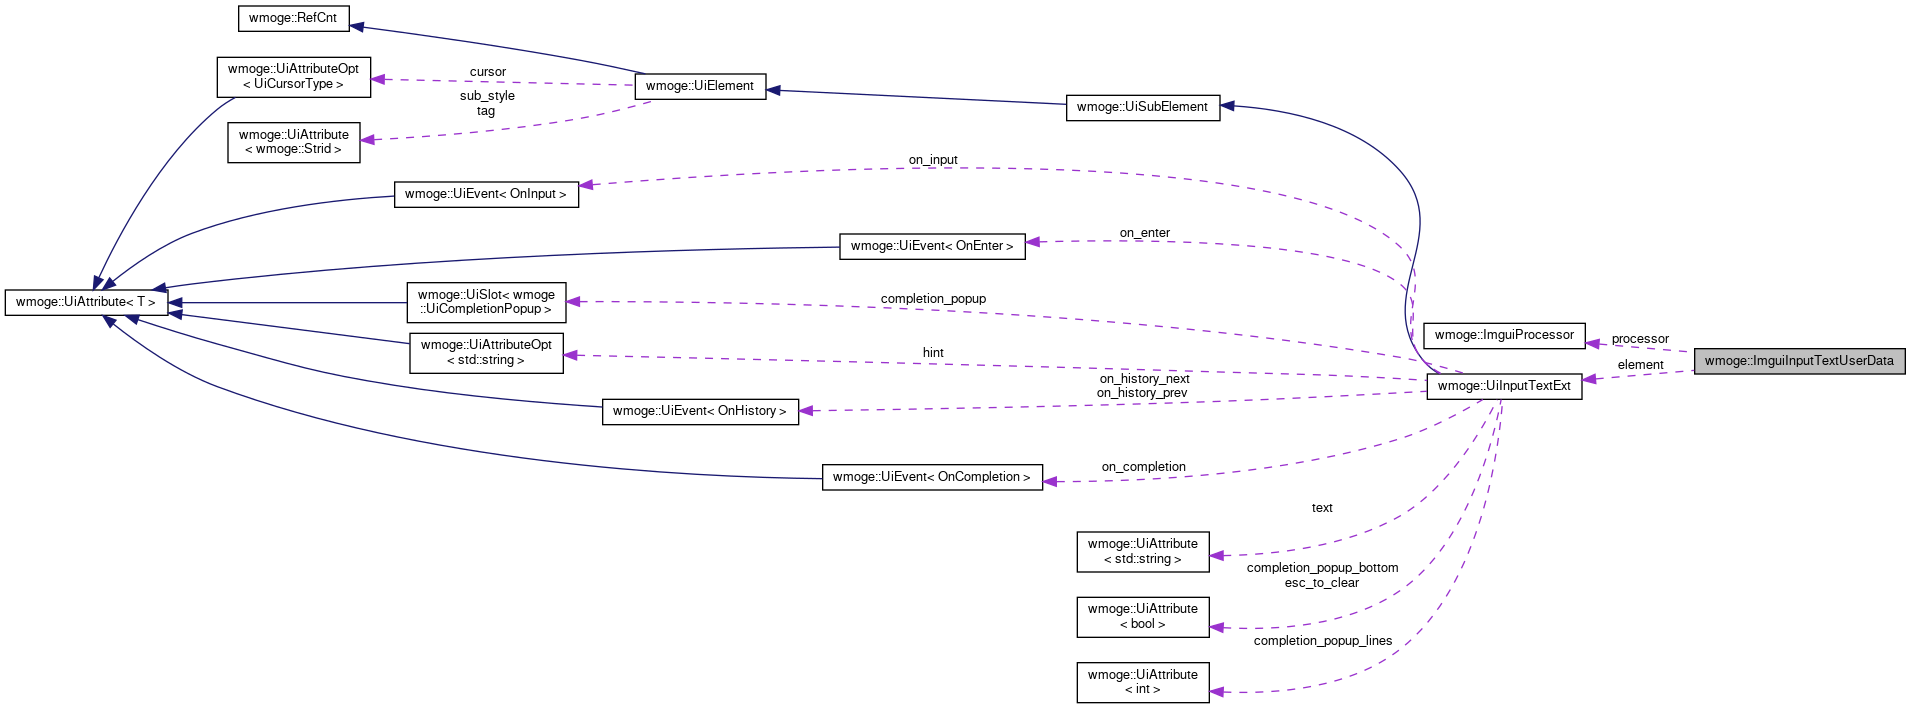 wmoge::RefCnt
wmoge::UiAttributeOpt
< UiCursorType >
cursor
wmoge::UiElement
sub_style
tag
wmoge::UiSubElement
wmoge::UiAttribute
< wmoge::Strid >
on_input
wmoge::UiEvent< OnInput >
on_enter
wmoge::UiEvent< OnEnter >
wmoge::UiAttribute< T >
wmoge::UiSlot< wmoge
::UiCompletionPopup >
completion_popup
wmoge::ImguiProcessor
processor
wmoge::UiAttributeOpt
< std::string >
hint
wmoge::ImguiInputTextUserData
element
wmoge::UiInputTextExt
on_history_next
on_history_prev
wmoge::UiEvent< OnHistory >
on_completion
wmoge::UiEvent< OnCompletion >
text
wmoge::UiAttribute
< std::string >
completion_popup_bottom
esc_to_clear
wmoge::UiAttribute
< bool >
completion_popup_lines
wmoge::UiAttribute
< int >